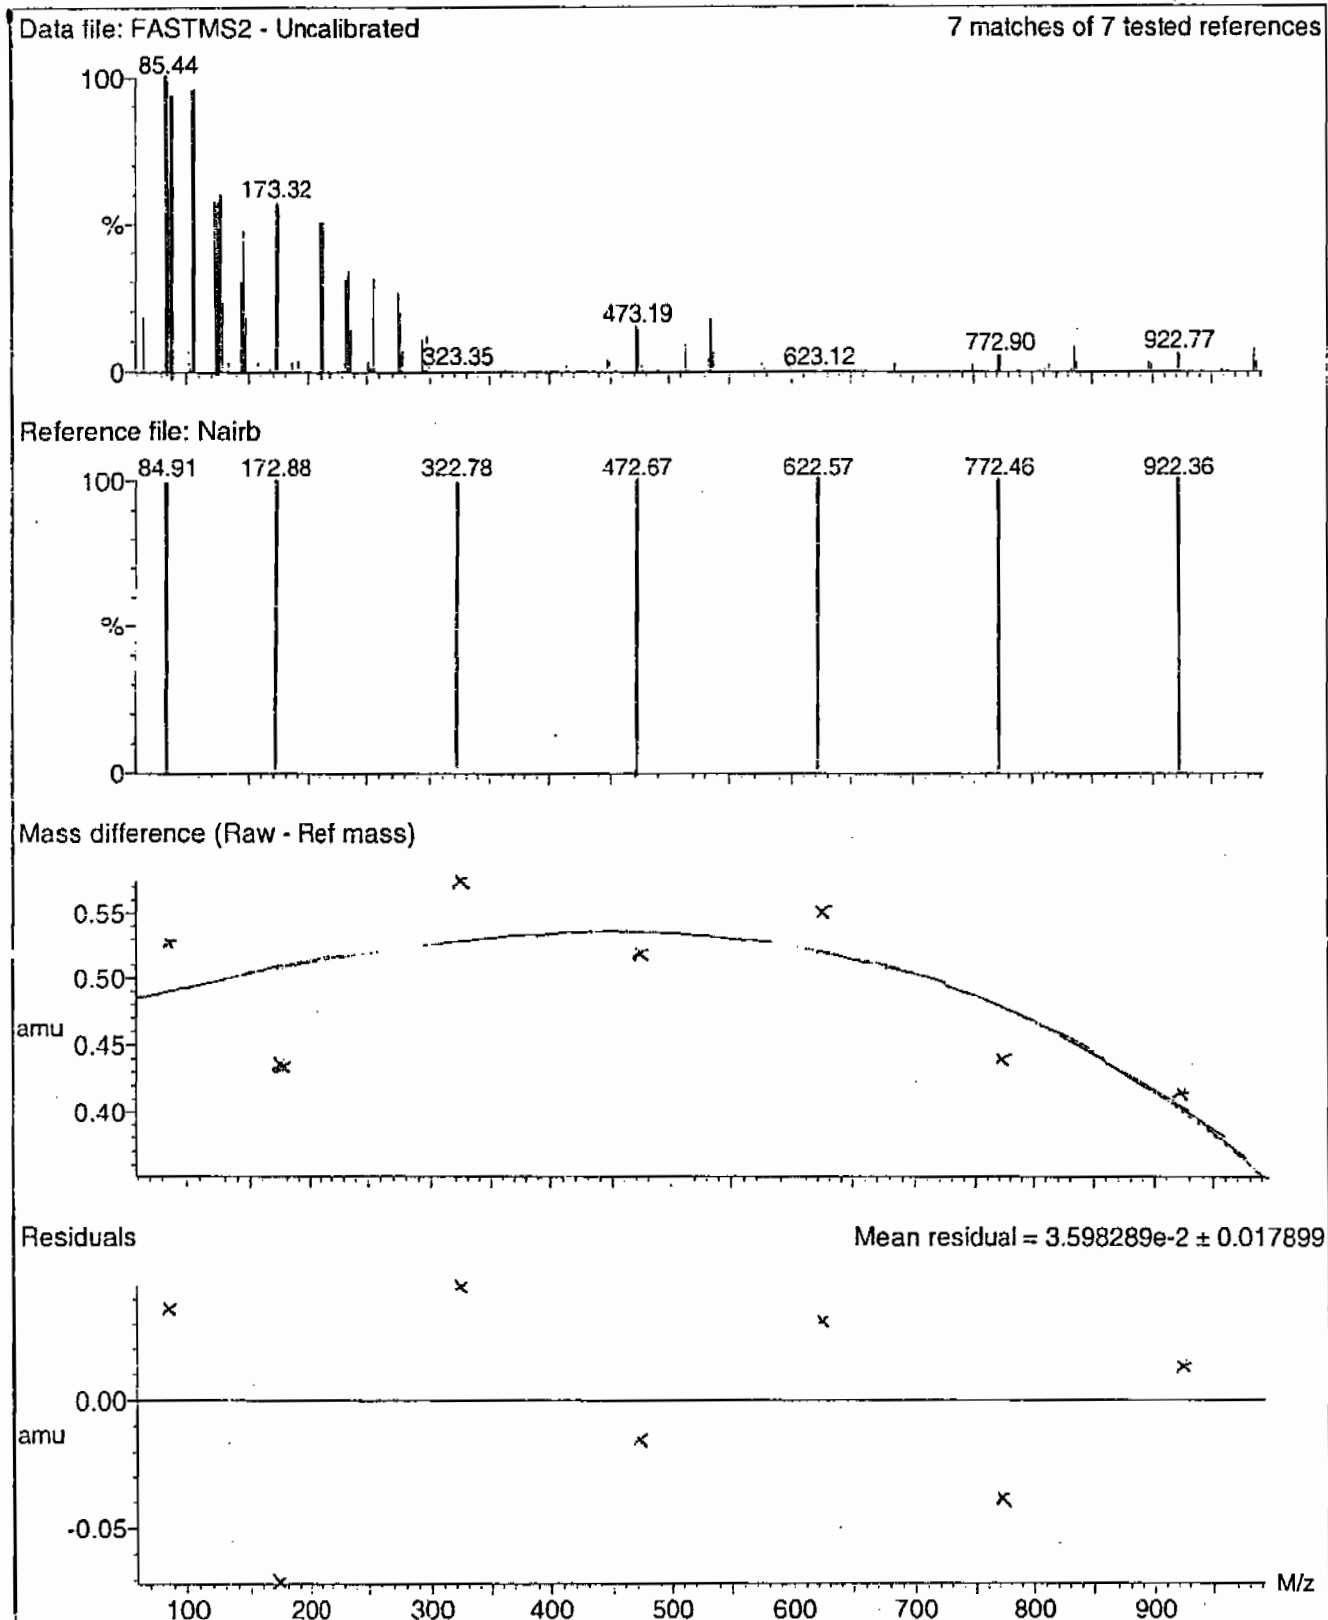 Data file: FASTMS2 - Uncalibrated 7 matches of 7 tested references
85.44
100
173.32
%
473.19
323.35 623.12 772.90 922.77
0
Reference file: Nairb
84.91 172.88 322.78 472.67 622.57 772.46 922.36
100
%
0
Mass difference (Raw - Ref mass)
0.55
0.50
amu
0.45
0.40
Residuals Mean residual = 3.598289e-2 ± 0.017899
0.00
amu
-0.05
M/z
100 200 300 400 500 600 700 800 900